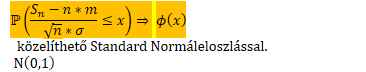 ℙ(Sₙ − n ∗ m / √n ∗ σ ≤ x) ⇒ ϕ(x)
közelíthető Standard Normáleloszlással.
N(0,1)